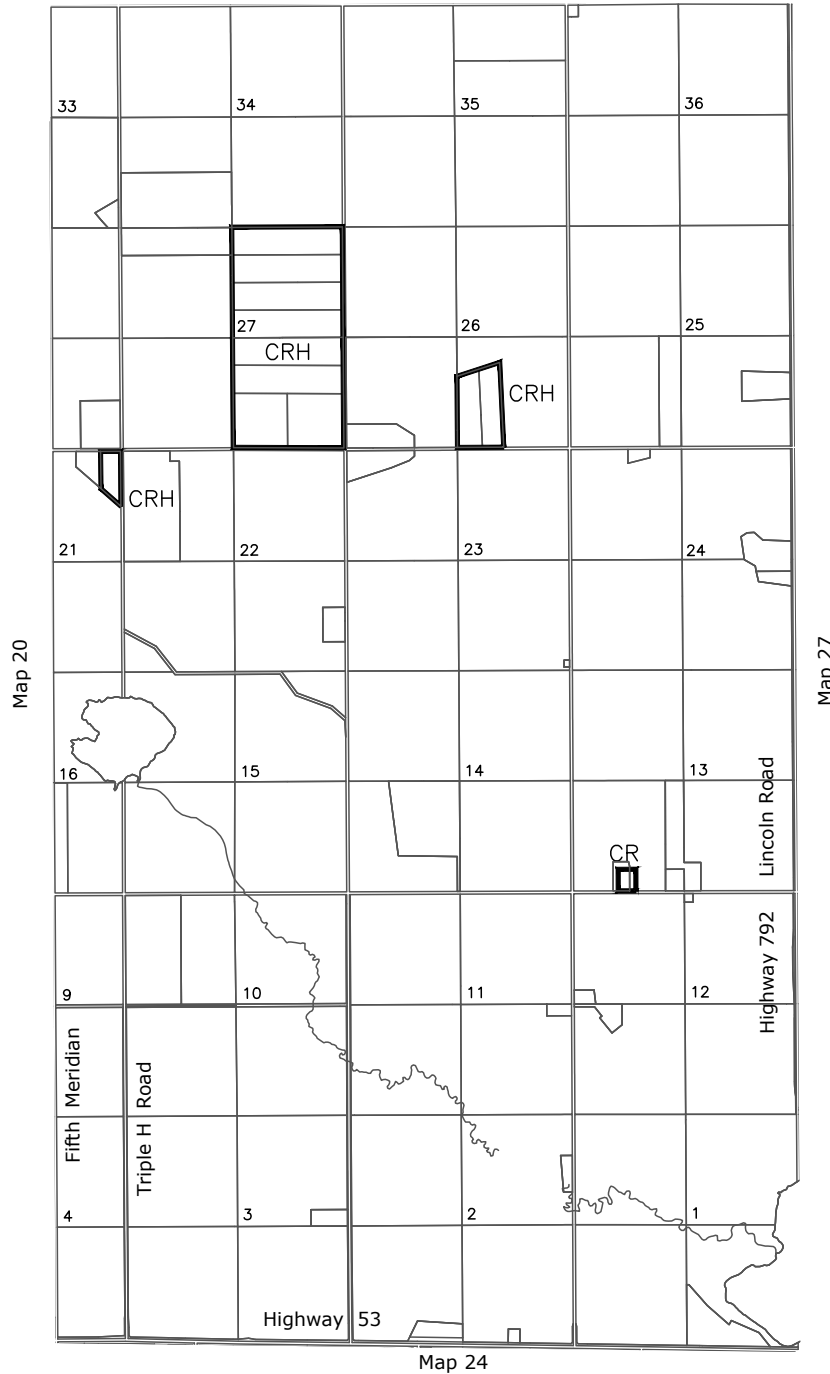 33 34 35 36
27 26 25
CRH
CRH
CRH
21 22 23 24
Map 20
Map 27
16 15 14 13
Lincoln Road
CR
9 10 11 12
Highway 792
Fifth Meridian
Triple H Road
4 3 2 1
Highway 53
Map 24